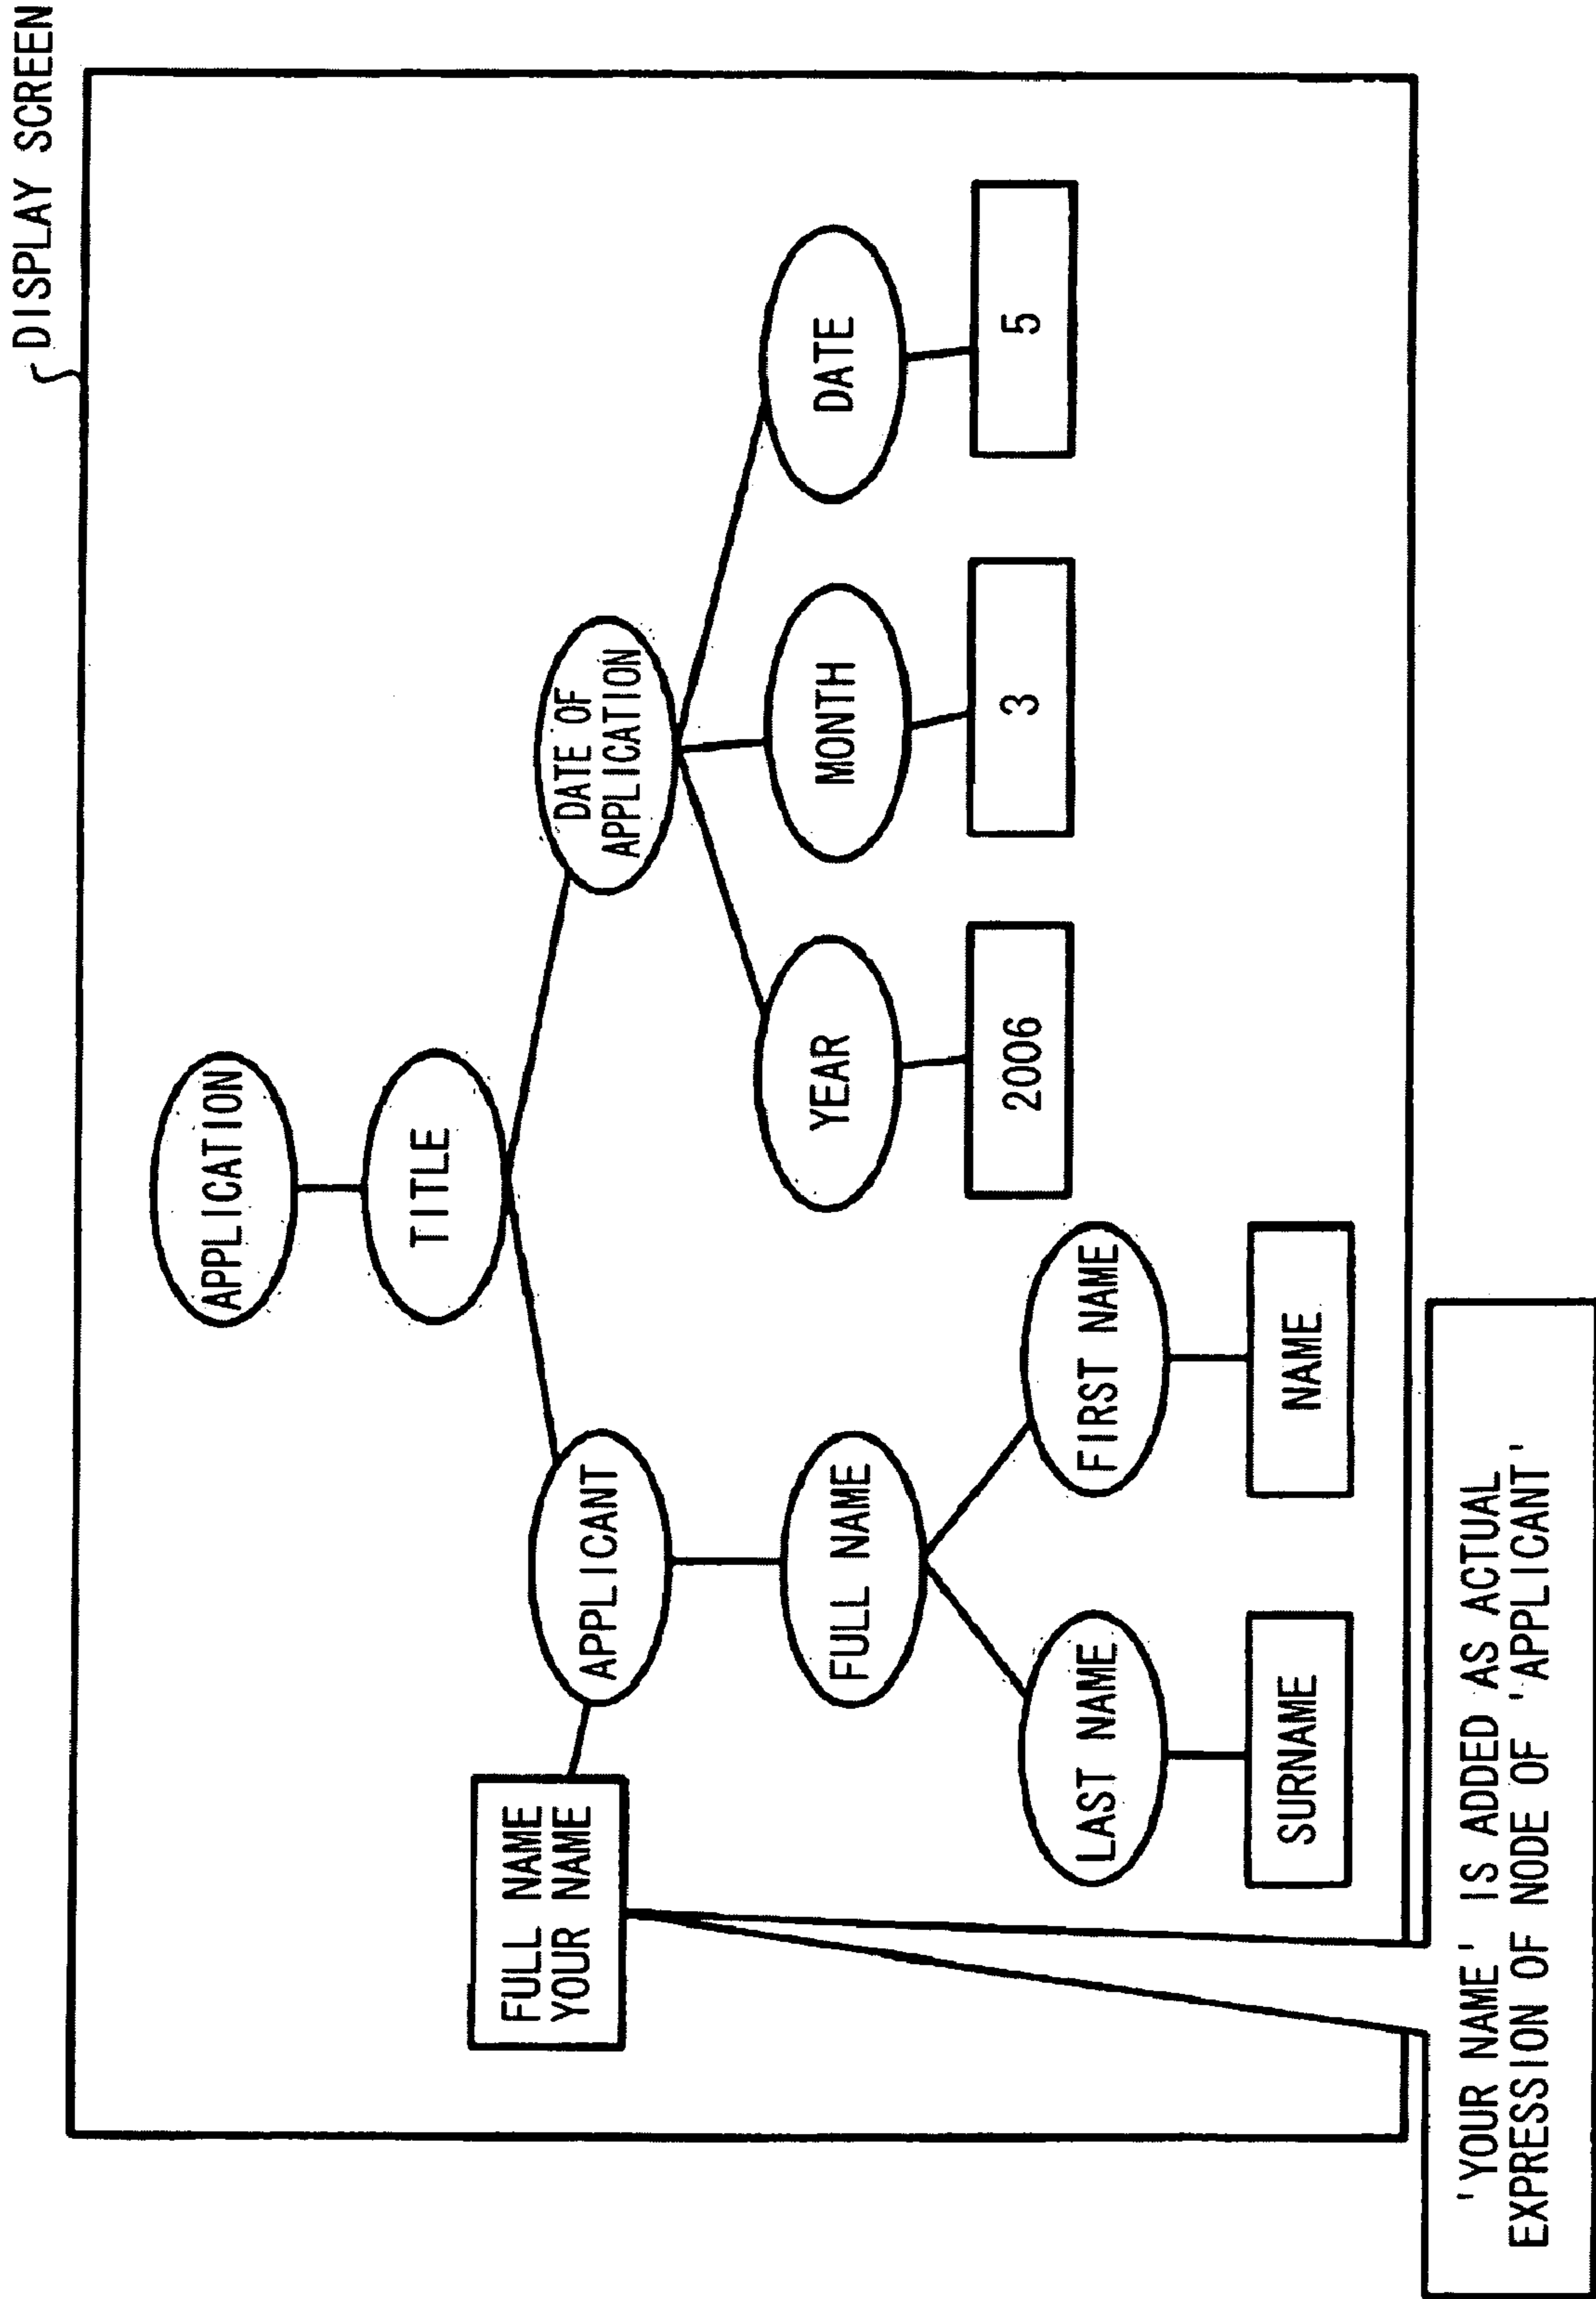 DISPLAY SCREEN
APPLICATION
TITLE
FULL NAME
YOUR NAME
APPLICANT
DATE OF
APPLICATION
FULL NAME
YEAR
MONTH
DATE
2006
3
5
LAST NAME
FIRST NAME
SURNAME
NAME
'YOUR NAME' IS ADDED AS ACTUAL
EXPRESSION OF NODE OF 'APPLICANT'